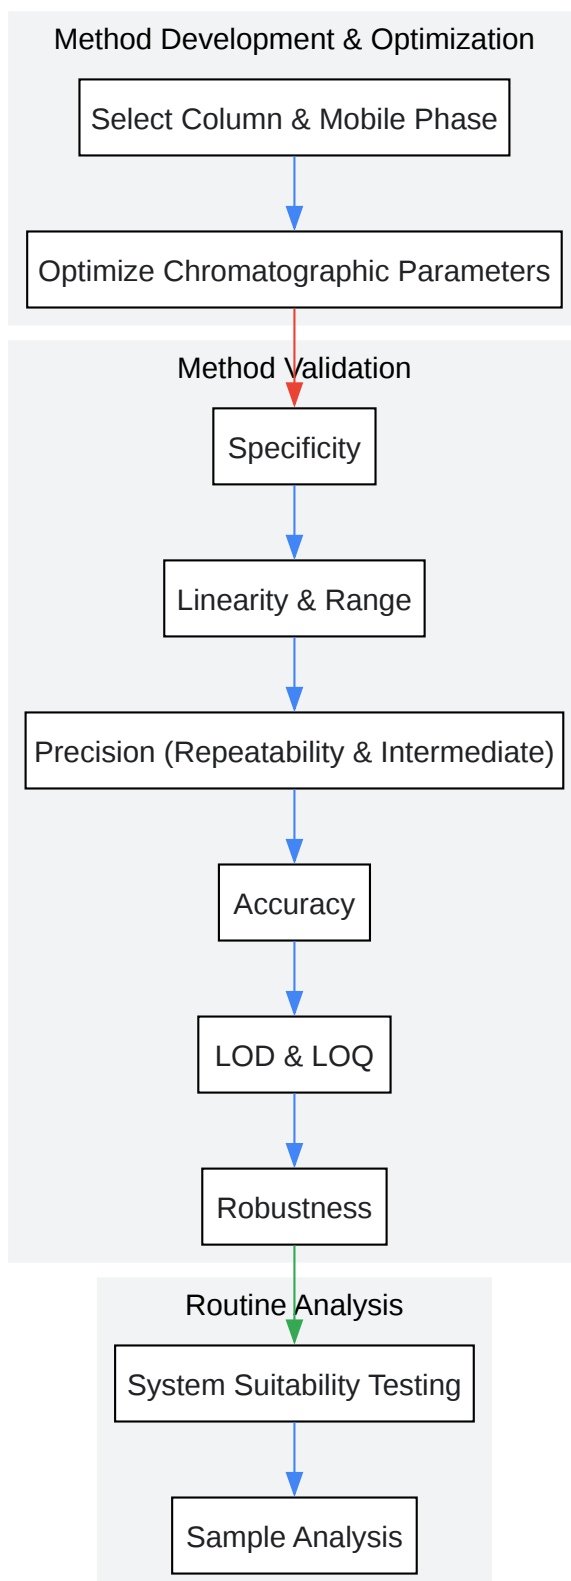 Method Development & Optimization
Select Column & Mobile Phase
Optimize Chromatographic Parameters
Method Validation
Specificity
Linearity & Range
Precision (Repeatability & Intermediate)
Accuracy
LOD & LOQ
Robustness
Routine Analysis
System Suitability Testing
Sample Analysis